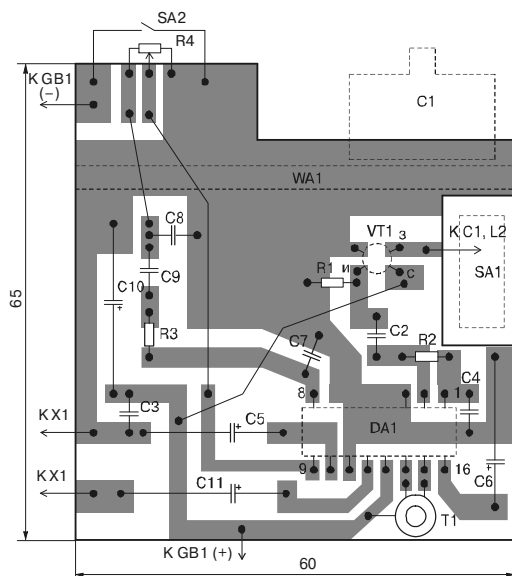 SA2
R4
K GB1
(−)
C1
WA1
C8
VT1
З
K C1, L2
R1
И
С
SA1
C10
+
C9
65
R3
C7
C2
R2
C3
8
1
C4
K X1
C5
+
DA1
9
16
K X1
C11
+
C6
+
T1
K GB1 (+)
60